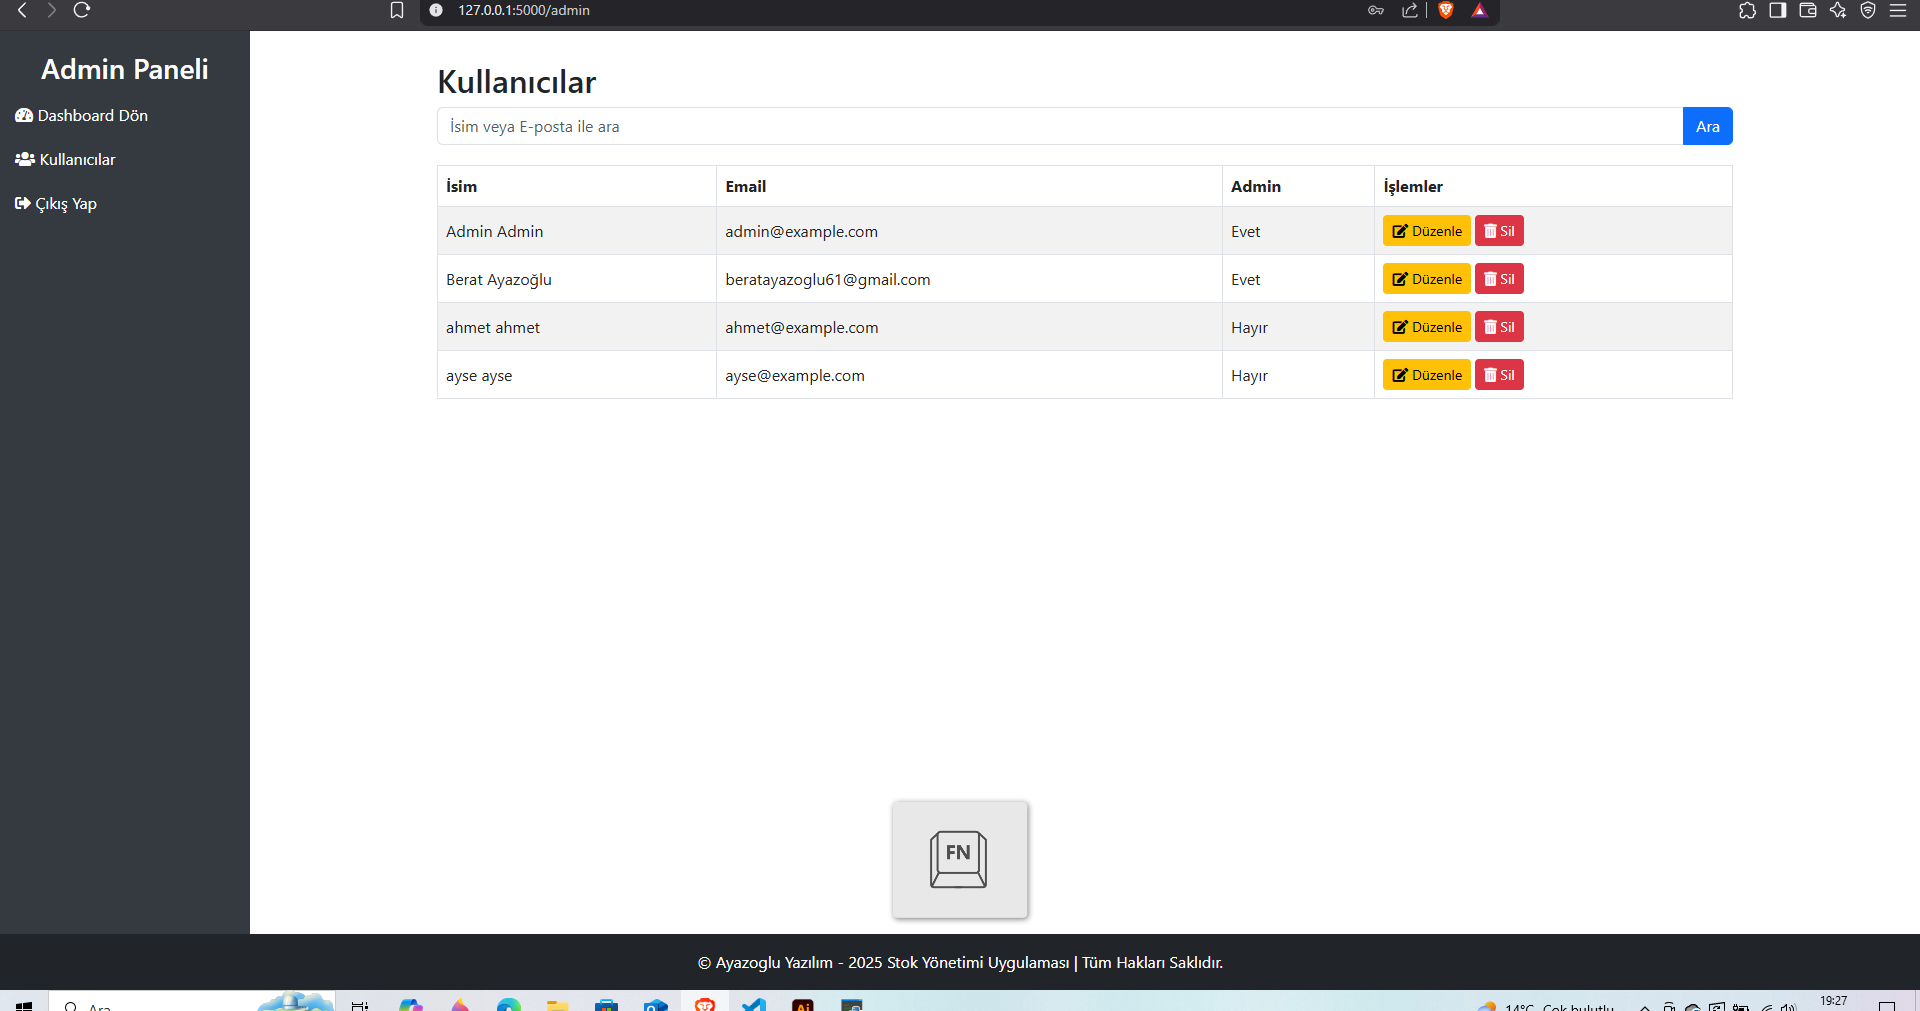 127.0.0.1:5000/admin
Admin Paneli
Dashboard Dön
Kullanıcılar
Çıkış Yap
Kullanıcılar
İsim veya E-posta ile ara
Ara
İsim Email Admin İşlemler
Admin Admin admin@example.com Evet Düzenle Sil
Berat Ayazoğlu beratayazoglu61@gmail.com Evet Düzenle Sil
ahmet ahmet ahmet@example.com Hayır Düzenle Sil
ayse ayse ayse@example.com Hayır Düzenle Sil
FN
© Ayazoglu Yazılım - 2025 Stok Yönetimi Uygulaması | Tüm Hakları Saklıdır.
Ara
Ai
14°C Çok bulutlu
19:27